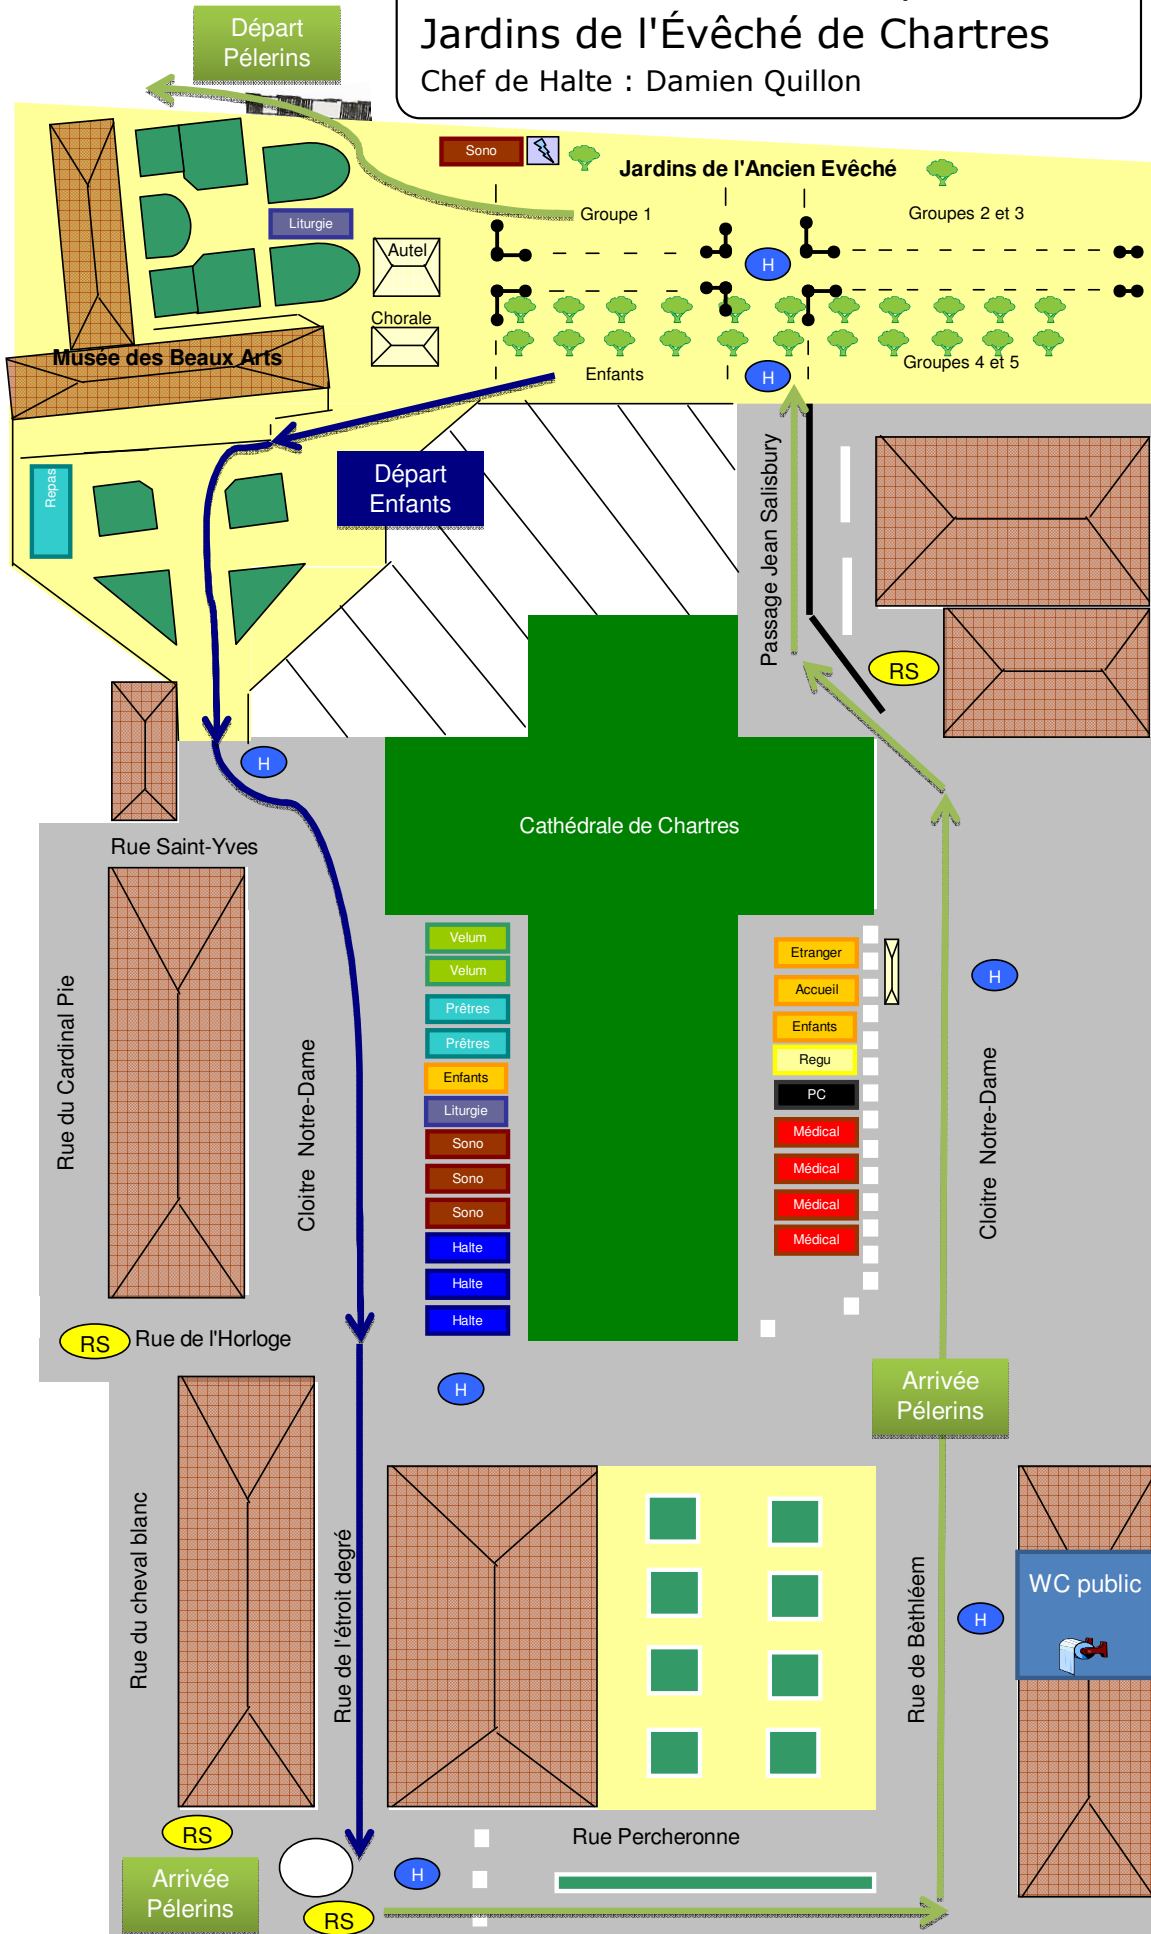 Départ
Pélerins
Jardins de l'Évêché de Chartres
Chef de Halte : Damien Quillon
Sono
Jardins de l'Ancien Evêché
Liturgie
Groupe 1
Groupes 2 et 3
Autel
H
Chorale
Musée des Beaux Arts
Enfants
H
Groupes 4 et 5
Repas
Départ
Enfants
Passage Jean Salisbury
RS
H
Cathédrale de Chartres
Rue Saint-Yves
Rue du Cardinal Pie
Cloitre Notre-Dame
Velum
Velum
Prêtres
Prêtres
Enfants
Liturgie
Sono
Sono
Sono
Halte
Halte
Halte
Etranger
Accueil
Enfants
Regu
PC
Médical
Médical
Médical
Médical
H
Cloitre Notre-Dame
RS
Rue de l'Horloge
H
Arrivée
Pélerins
Rue du cheval blanc
Rue de l'étroit degré
Rue de Bèthléem
H
WC public
RS
Rue Percheronne
Arrivée
Pélerins
H
RS